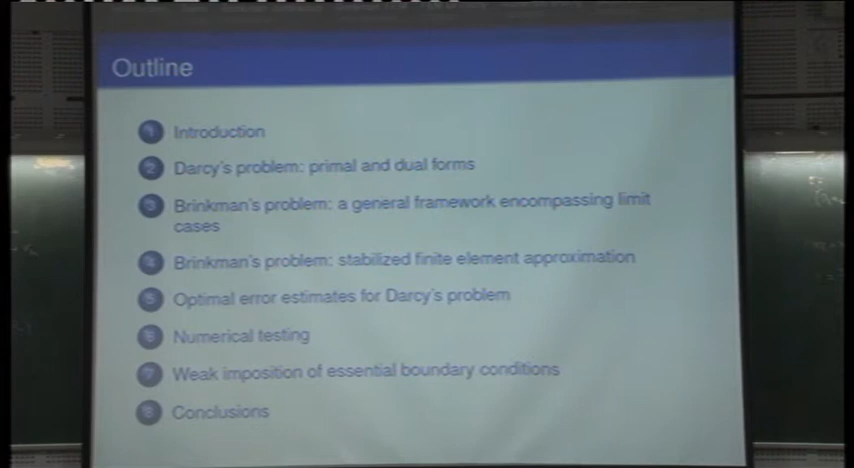 Outline
1 Introduction
2 Darcy's problem: primal and dual forms
3 Brinkman's problem: a general framework encompassing limit
cases
4 Brinkman's problem: stabilized finite element approximation
5 Optimal error estimates for Darcy's problem
6 Numerical testing
7 Weak imposition of essential boundary conditions
8 Conclusions